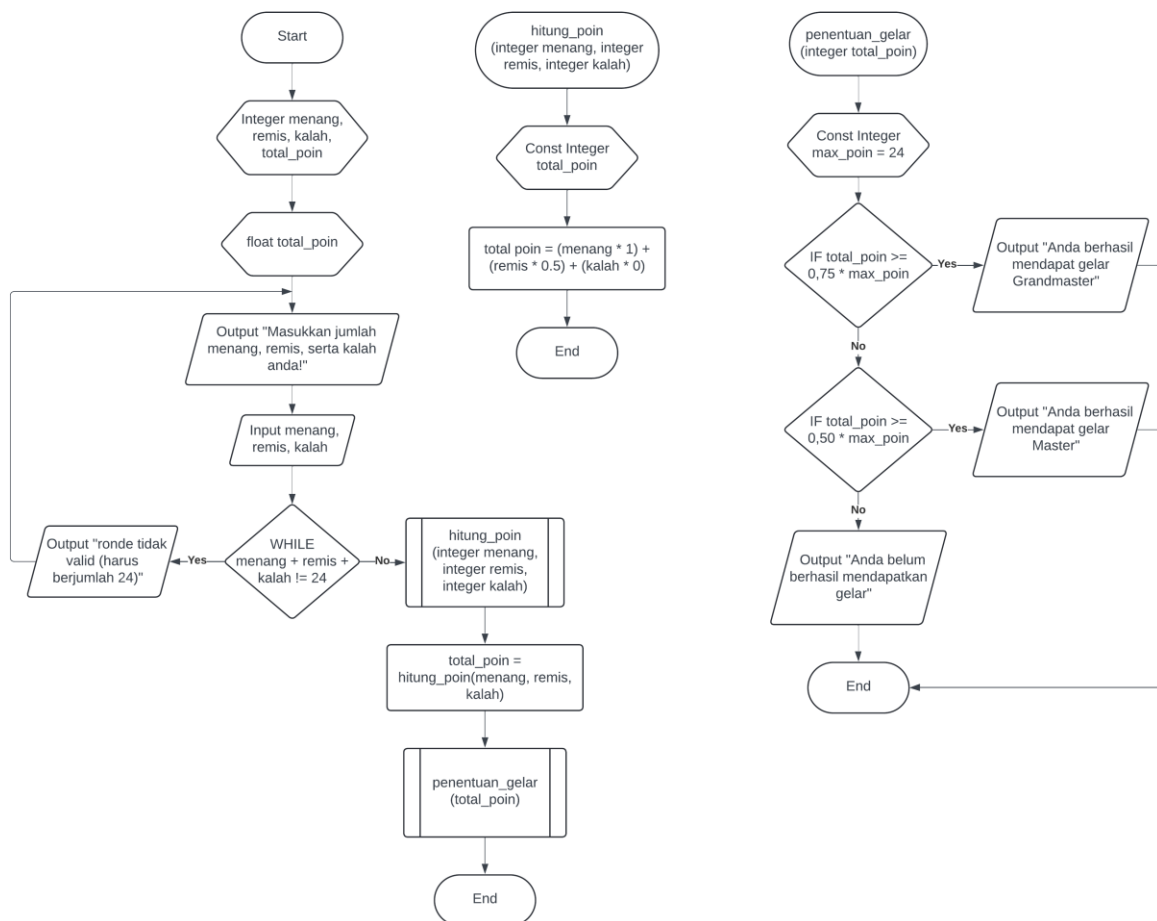 Start
Integer menang,
remis, kalah,
total_poin
float total_poin
Output "Masukkan jumlah
menang, remis, serta kalah
anda!"
Input menang,
remis, kalah
WHILE
menang + remis +
kalah != 24
Yes
Output "ronde tidak
valid (harus
berjumlah 24)"
No
hitung_poin
(integer menang,
integer remis,
integer kalah)
total_poin =
hitung_poin(menang, remis,
kalah)
penentuan_gelar
(total_poin)
End
hitung_poin
(integer menang, integer
remis, integer kalah)
Const Integer
total_poin
total poin = (menang * 1) +
(remis * 0.5) + (kalah * 0)
End
penentuan_gelar
(integer total_poin)
Const Integer
max_poin = 24
IF total_poin >=
0,75 * max_poin
Yes
Output "Anda berhasil
mendapat gelar
Grandmaster"
No
IF total_poin >=
0,50 * max_poin
Yes
Output "Anda berhasil
mendapat gelar
Master"
No
Output "Anda belum
berhasil mendapatkan
gelar"
End